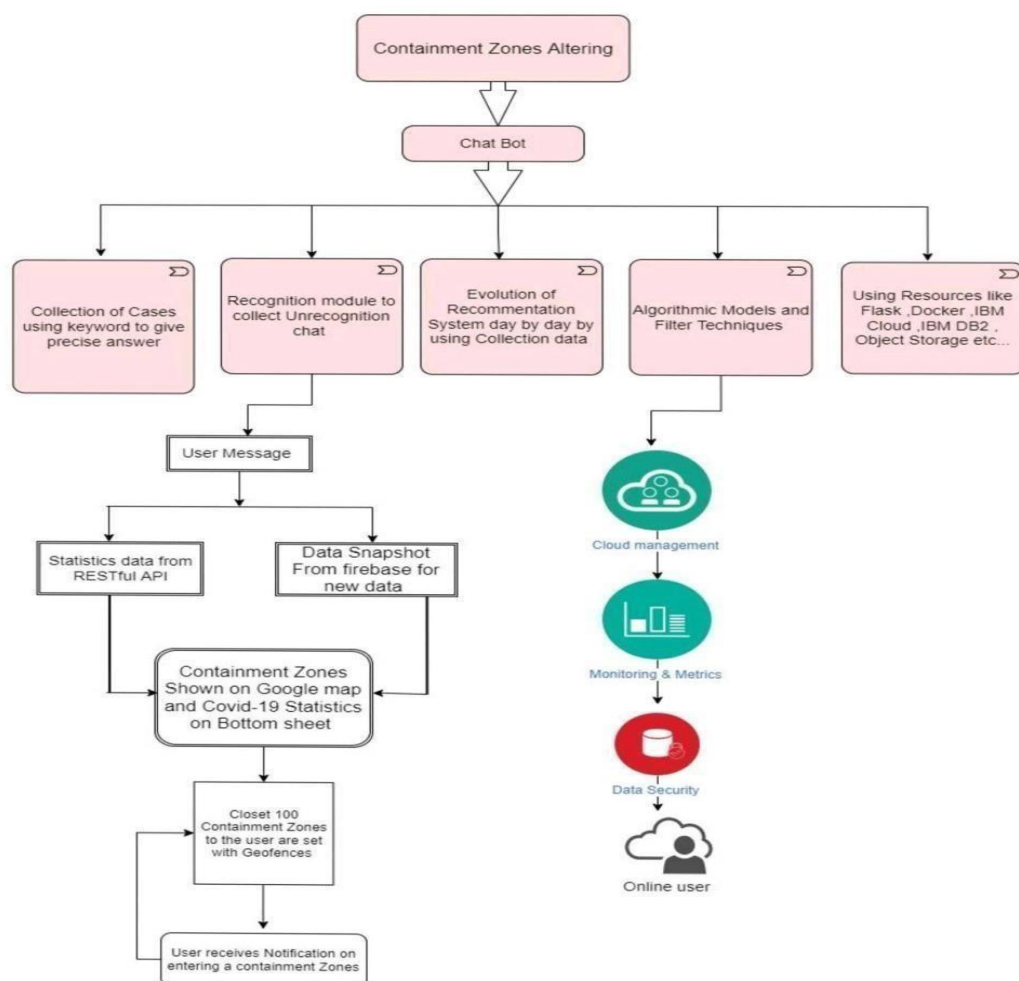 Containment Zones Altering
Chat Bot
Collection of Cases
using keyword to give
precise answer
Recognition module to
collect Unrecognition
chat
Evolution of
Recommentation
System day by day by
using Collection data
Algorithmic Models and
Filter Techniques
Using Resources like
Flask ,Docker ,IBM
Cloud ,IBM DB2 ,
Object Storage etc...
User Message
Statistics data from
RESTful API
Data Snapshot
From firebase for
new data
Containment Zones
Shown on Google map
and Covid-19 Statistics
on Bottom sheet
Closet 100
Containment Zones
to the user are set
with Geofences
User receives Notification on
entering a containment Zones
Cloud management
Monitoring & Metrics
Data Security
Online user